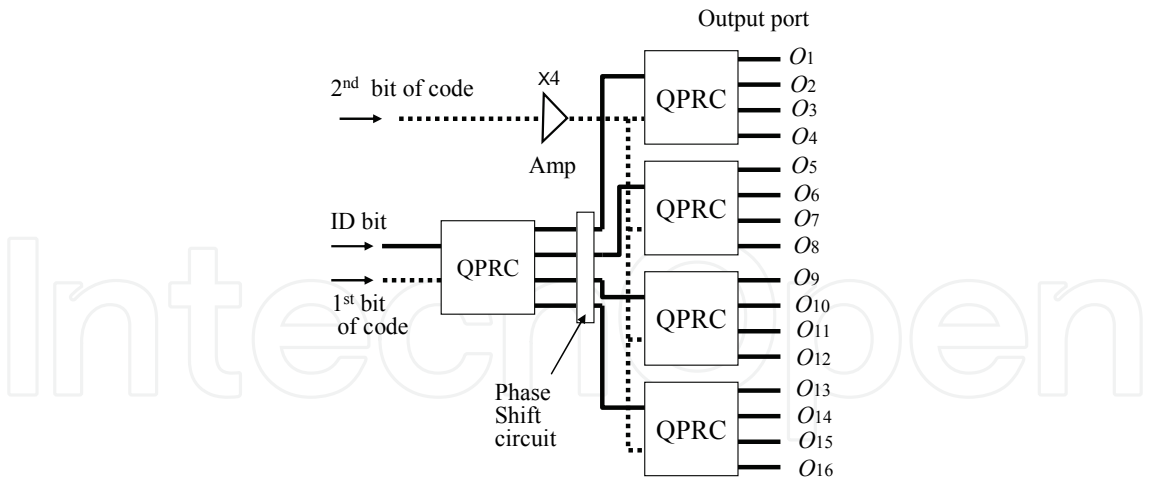 Output port
2nd bit of code
X4
Amp
QPRC
O1
O2
O3
O4
QPRC
O5
O6
O7
O8
ID bit
QPRC
1st bit
of code
QPRC
O9
O10
O11
O12
Phase
Shift
circuit
QPRC
O13
O14
O15
O16
IntechOpen